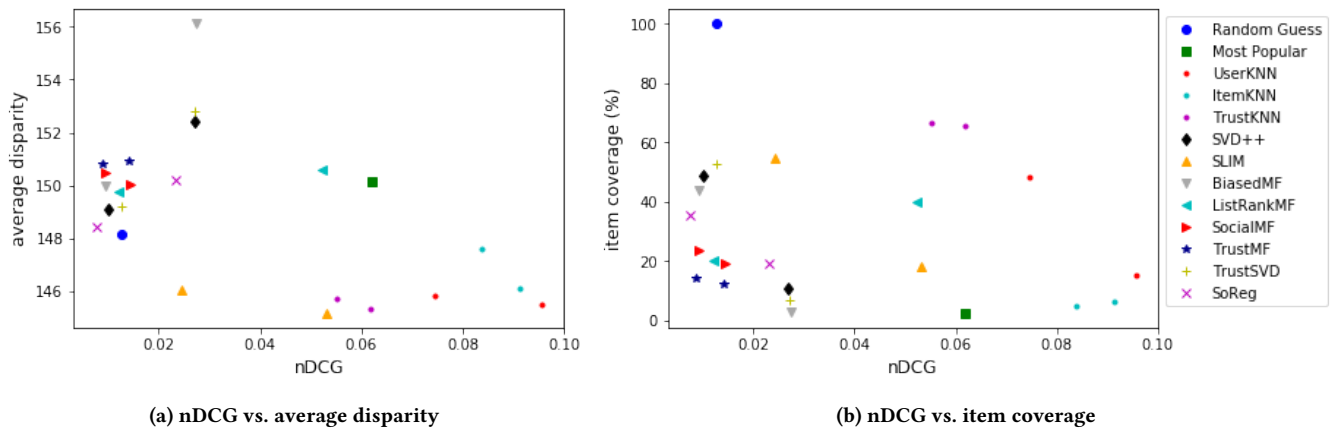 156
154
152
150
148
146
average disparity
0.02 0.04 0.06 0.08 0.10
nDCG
(a) nDCG vs. average disparity
100
80
60
40
20
0
item coverage (%)
0.02 0.04 0.06 0.08 0.10
nDCG
(b) nDCG vs. item coverage
Random Guess
Most Popular
UserKNN
ItemKNN
TrustKNN
SVD++
SLIM
BiasedMF
ListRankMF
SocialMF
TrustMF
TrustSVD
SoReg